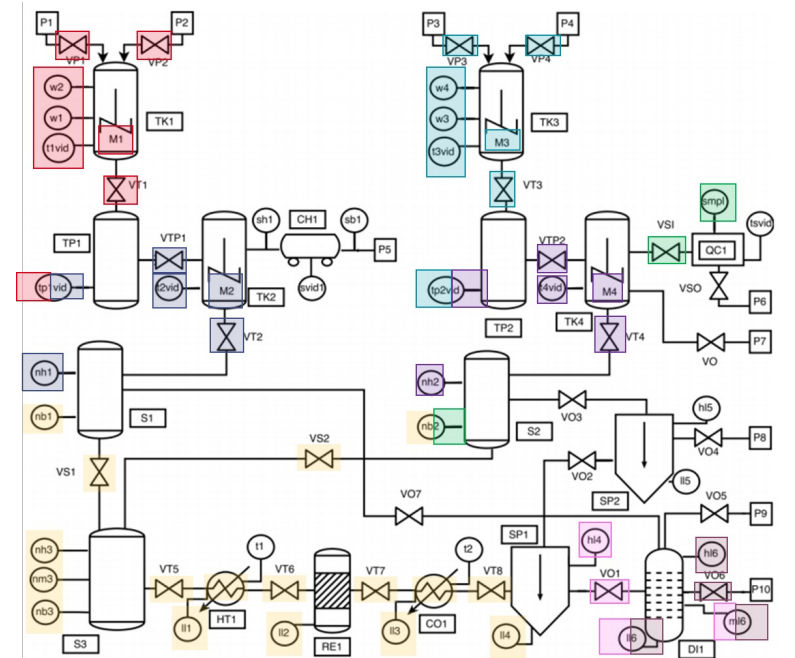 P1 P2 P3 P4
VP1 VP2 VP3 VP4
w2 w4
w1 TK1 w3 TK3
t1vid M1 t3vid M3
VT1 VT3
smpl
sh1 CH1 sb1 VSI tsvid
TP1 VTP1 P5 VTP2 QC1
tp1vid t2vid M2 svid1 tp2vid t4vid M4 VSO
TK2 TP2 TK4 P6
VT2 VT4 VO P7
nh1 nh2
nb1 S1 nb2 S2 VO3 hl5
VS2 VO4 P8
VS1 VO2 ll5
SP2
VO7 SP1 VO5 P9
nh3 t1 t2 hl4 hl6
nm3 VT5 VT6 VT7 VT8 VO1 VO6 P10
nb3 ml6
ll1 HT1 ll2 ll3 CO1 ll4 ll6
S3 RE1 DI1